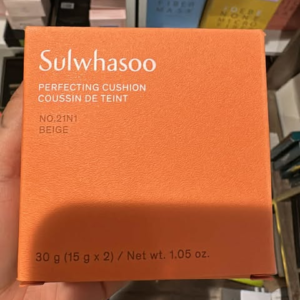 Sulwhasoo
PERFECTING CUSHION
COUSSIN DE TEINT
NO.21N1
BEIGE
30 g (15 g x 2) / Net wt. 1.05 oz.